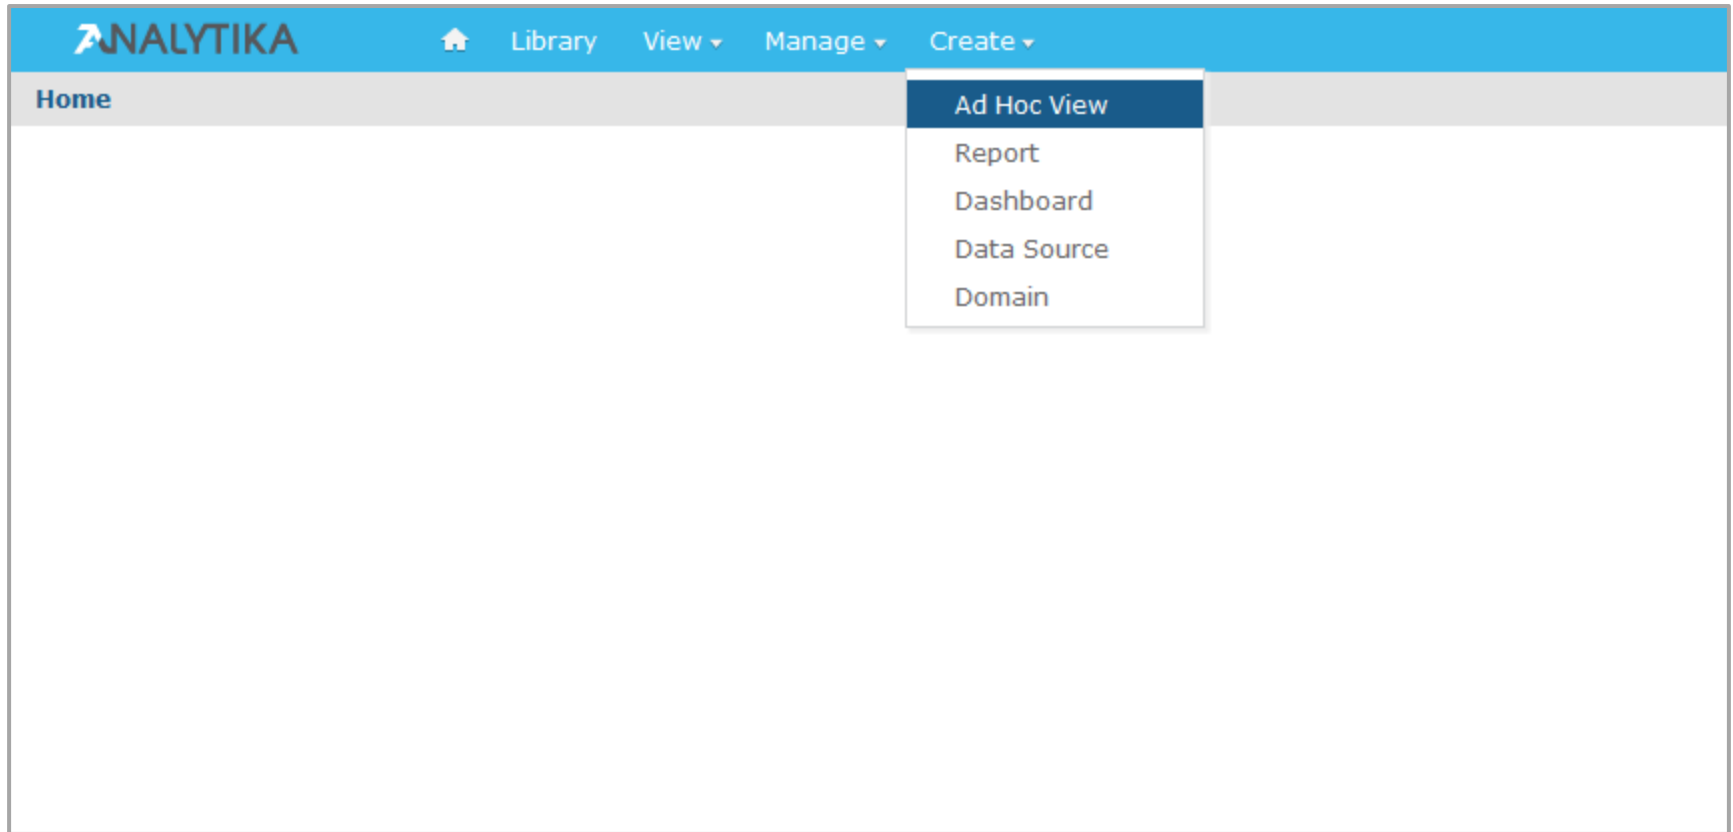 ANALYTIKA Library View Manage Create
Home
Ad Hoc View
Report
Dashboard
Data Source
Domain